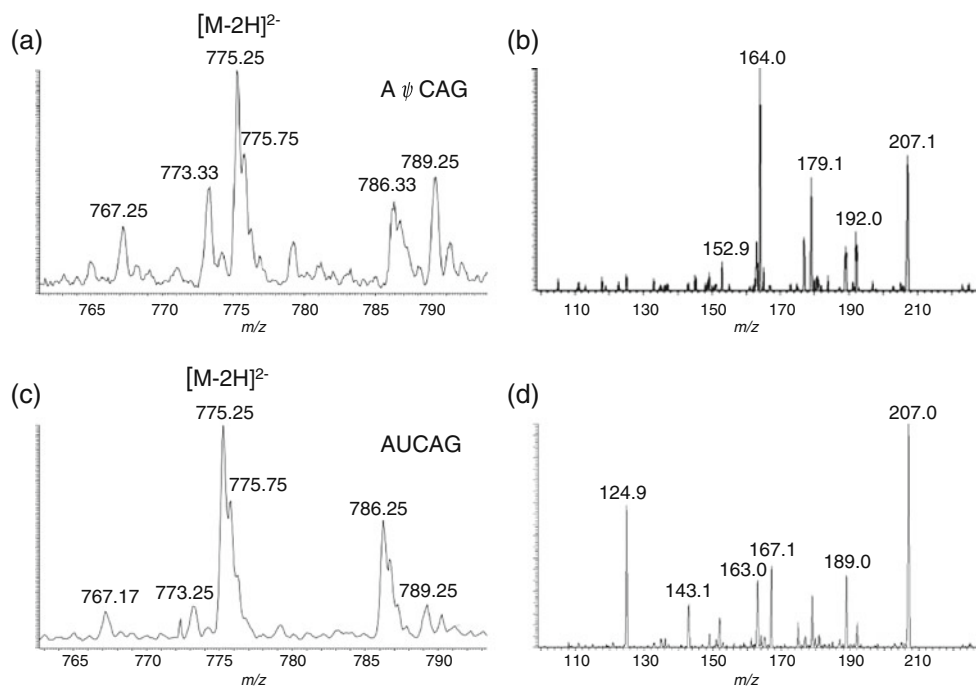 (a)
[M-2H]2-
775.25
A ψ CAG
775.75
773.33
789.25
786.33
767.25
765 770 775 780 785 790
m/z
(b)
164.0
207.1
179.1
192.0
152.9
110 130 150 170 190 210
m/z
(c)
[M-2H]2-
775.25
AUCAG
775.75
786.25
773.25
789.25
767.17
765 770 775 780 785 790
m/z
(d)
207.0
124.9
167.1
163.0
189.0
143.1
110 130 150 170 190 210
m/z